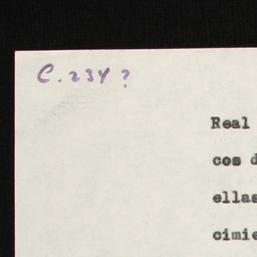 C. 234?
Real
cos d
ellas
cimie